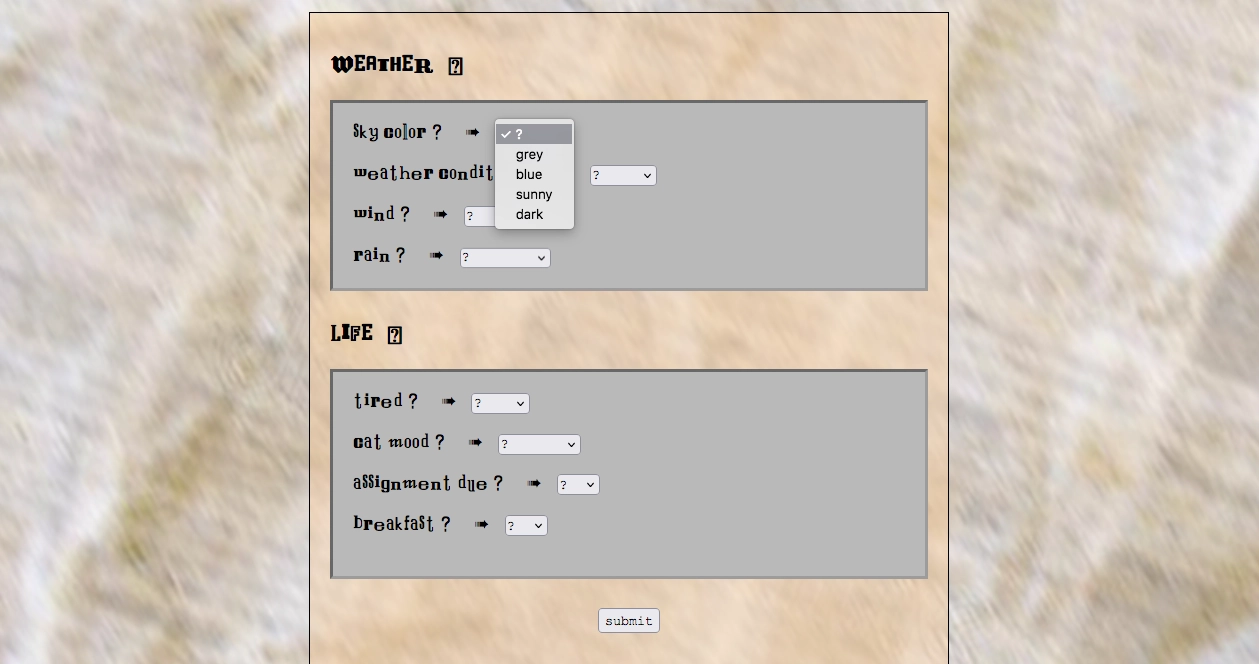 WEATHER
Sky color ? ➠ ✓ ?
grey
blue
sunny
dark
weather condit ?
wind ? ➠ ?
rain ? ➠ ?
LIFE
tired ? ➠ ?
cat mood ? ➠ ?
assignment due ? ➠ ?
breakfast ? ➠ ?
submit